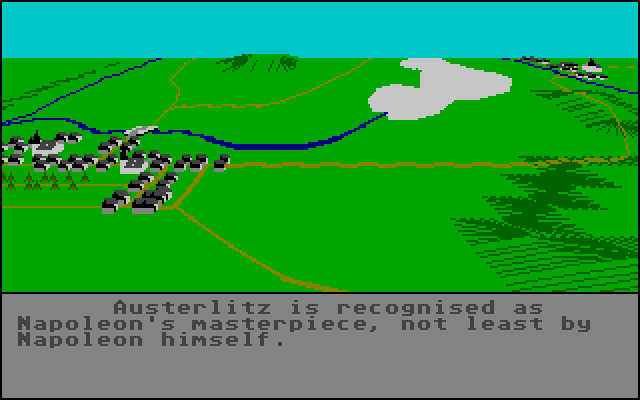 Austerlitz is recognised as
Napoleon's masterpiece, not least by
Napoleon himself.